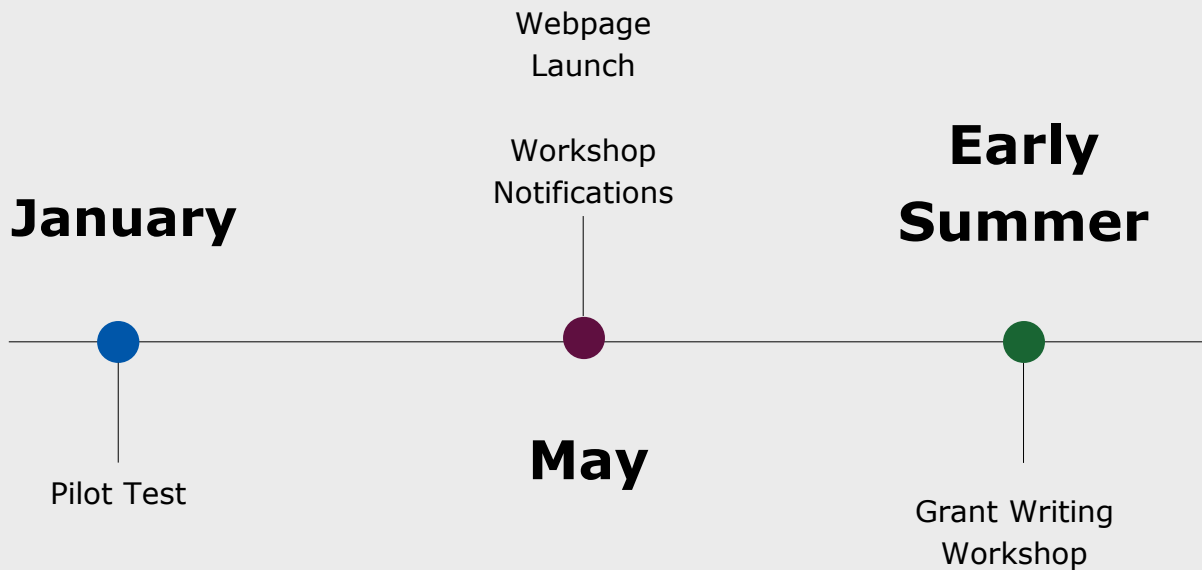 January
Pilot Test
Webpage
Launch
Workshop
Notifications
May
Early
Summer
Grant Writing
Workshop